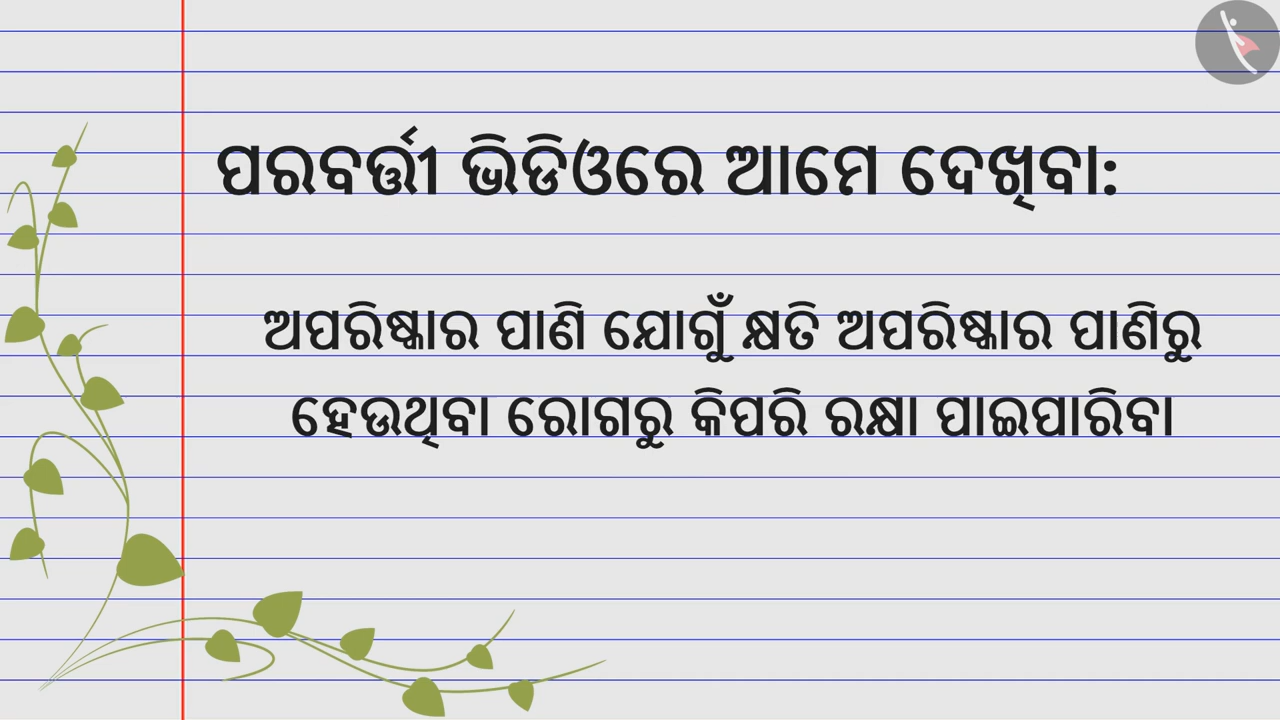 ପରବର୍ତ୍ତୀ ଭିଡିଓରେ ଆମେ ଦେଖିବା:
ଅପରିଷ୍କାର ପାଣି ଯୋଗୁଁ କ୍ଷତି ଅପରିଷ୍କାର ପାଣିରୁ
ହେଉଥିବା ରୋଗରୁ କିପରି ରକ୍ଷା ପାଇପାରିବା